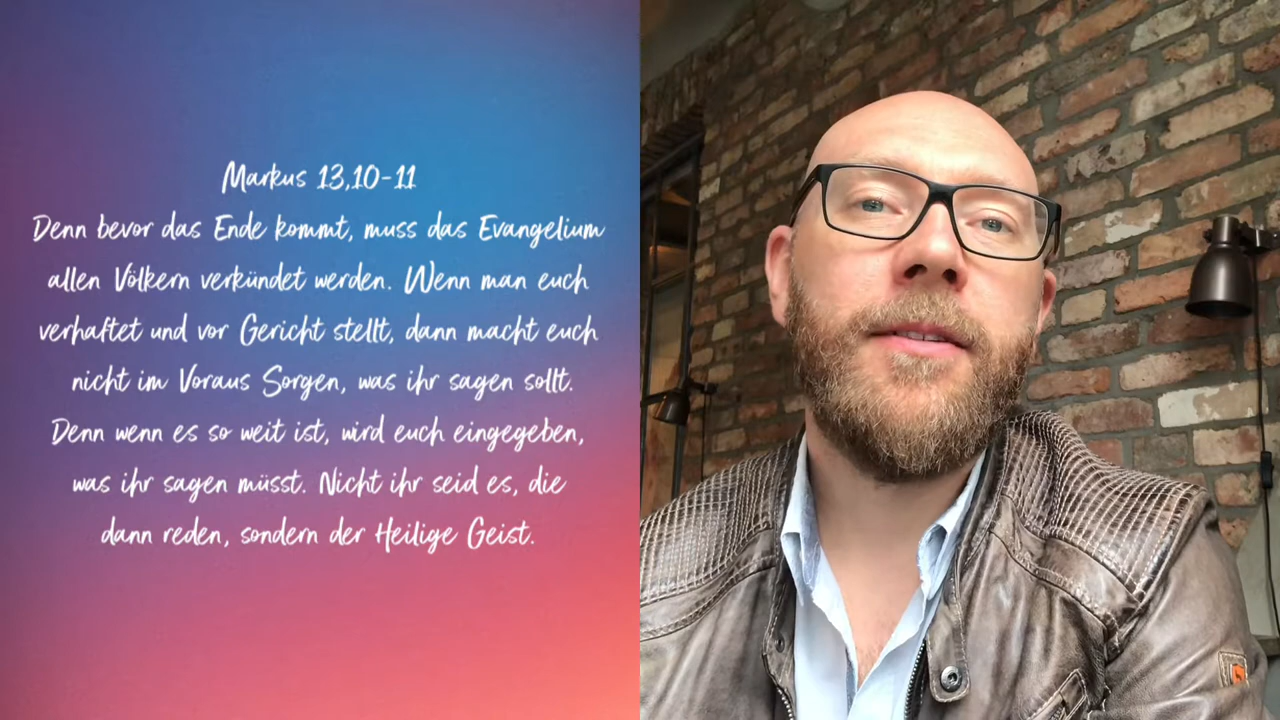 Markus 13,10-11
Denn bevor das Ende kommt, muss das Evangelium
allen Völkern verkündet werden. Wenn man euch
verhaftet und vor Gericht stellt, dann macht euch
nicht im Voraus Sorgen, was ihr sagen sollt.
Denn wenn es so weit ist, wird euch eingegeben,
was ihr sagen müsst. Nicht ihr seid es, die
dann reden, sondern der Heilige Geist.